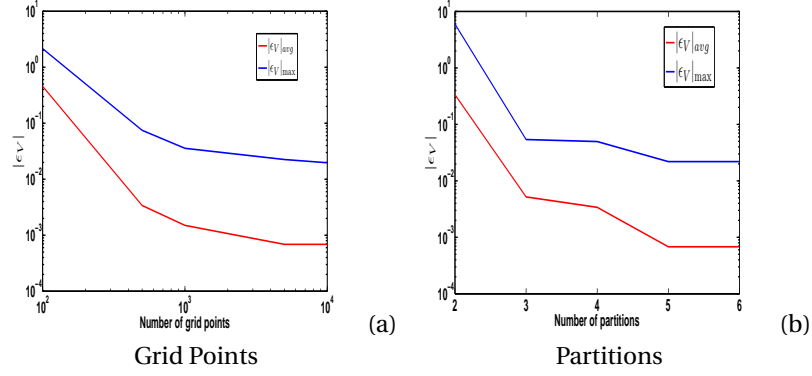 10^1
10^0
10^-1
10^-2
10^-3
10^-4
|ϵ_V|
|ϵ_V|_avg
|ϵ_V|_max
10^2
10^3
10^4
Number of grid points
(a)
Grid Points
10^1
10^0
10^-1
10^-2
10^-3
10^-4
|ϵ_V|
|ϵ_V|_avg
|ϵ_V|_max
2
3
4
5
6
Number of partitions
(b)
Partitions